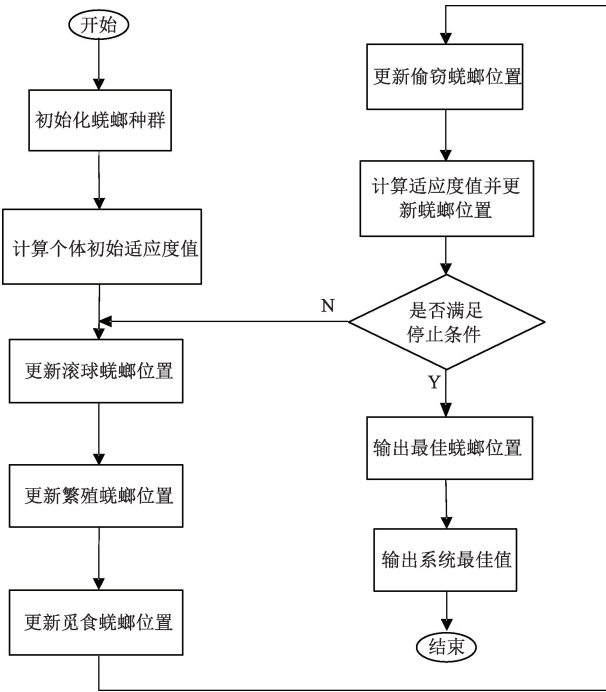 开始
初始化蜣螂种群
计算个体初始适应度值
更新滚球蜣螂位置
更新繁殖蜣螂位置
更新觅食蜣螂位置
更新偷窃蜣螂位置
计算适应度值并更
新蜣螂位置
是否满足
停止条件
N
Y
输出最佳蜣螂位置
输出系统最佳值
结束